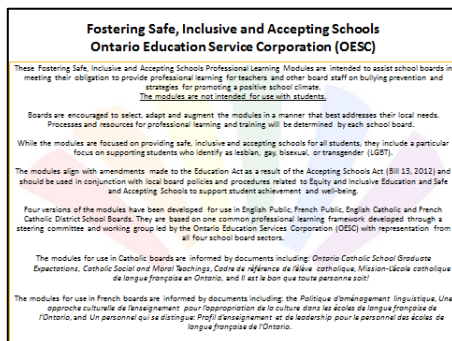 Fostering Safe, Inclusive and Accepting Schools
Ontario Education Service Corporation (OESC)
These Fostering Safe, Inclusive and Accepting Schools Professional Learning Modules are intended to assist school boards in
meeting their obligation to provide professional learning for teachers and other board staff on bullying prevention and
strategies for promoting a positive school climate.
The modules are not intended for use with students.
Boards are encouraged to select, adapt and augment the modules in a manner that best addresses their local needs.
Processes and resources for professional learning and training will be determined by each school board.
While the modules are focused on providing safe, inclusive and accepting schools for all students, they include a particular
focus on supporting students who identify as lesbian, gay, bisexual, or transgender (LGBT).
The modules align with amendments made to the Education Act as a result of the Accepting Schools Act (Bill 13, 2012) and
should be used in conjunction with local board policies and procedures related to Equity and Inclusive Education and Safe
and Accepting Schools to support student achievement and well-being.
Four versions of the modules have been developed for use in English Public, French Public, English Catholic and French
Catholic District School Boards. They are based on one common professional learning framework developed through a
steering committee and working group led by the Ontario Education Services Corporation (OESC) with representation from
all four school board sectors.
The modules for use in Catholic boards are informed by documents including: Ontario Catholic School Graduate
Expectations, Catholic Social and Moral Teachings, Cadre de référence de l'élève catholique, Mission-L'école catholique
de langue française en Ontario, and Il est le bon que toute personne soit!
The modules for use in French boards are informed by documents including: the Politique d'aménagement linguistique, Une
approche culturelle de l'enseignement pour l'appropriation de la culture dans les écoles de langue française de
l'Ontario, and Un personnel qui se distingue: Profil d'enseignement et de leadership pour le personnel des écoles de
langue française de l'Ontario.